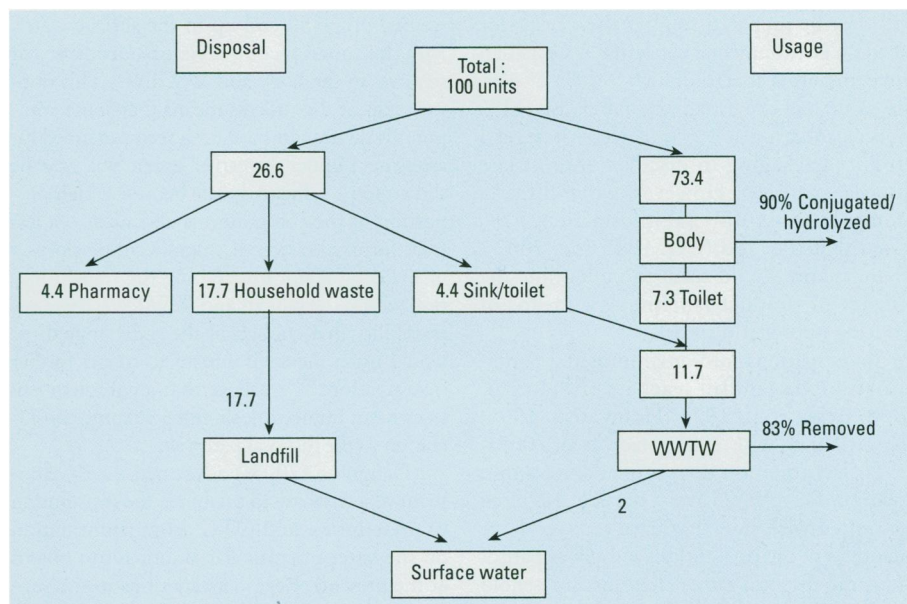 Disposal
Usage
Total :
100 units
26.6
73.4
90% Conjugated/
hydrolyzed
Body
4.4 Pharmacy
17.7 Household waste
4.4 Sink/toilet
7.3 Toilet
11.7
17.7
83% Removed
Landfill
WWTW
2
Surface water